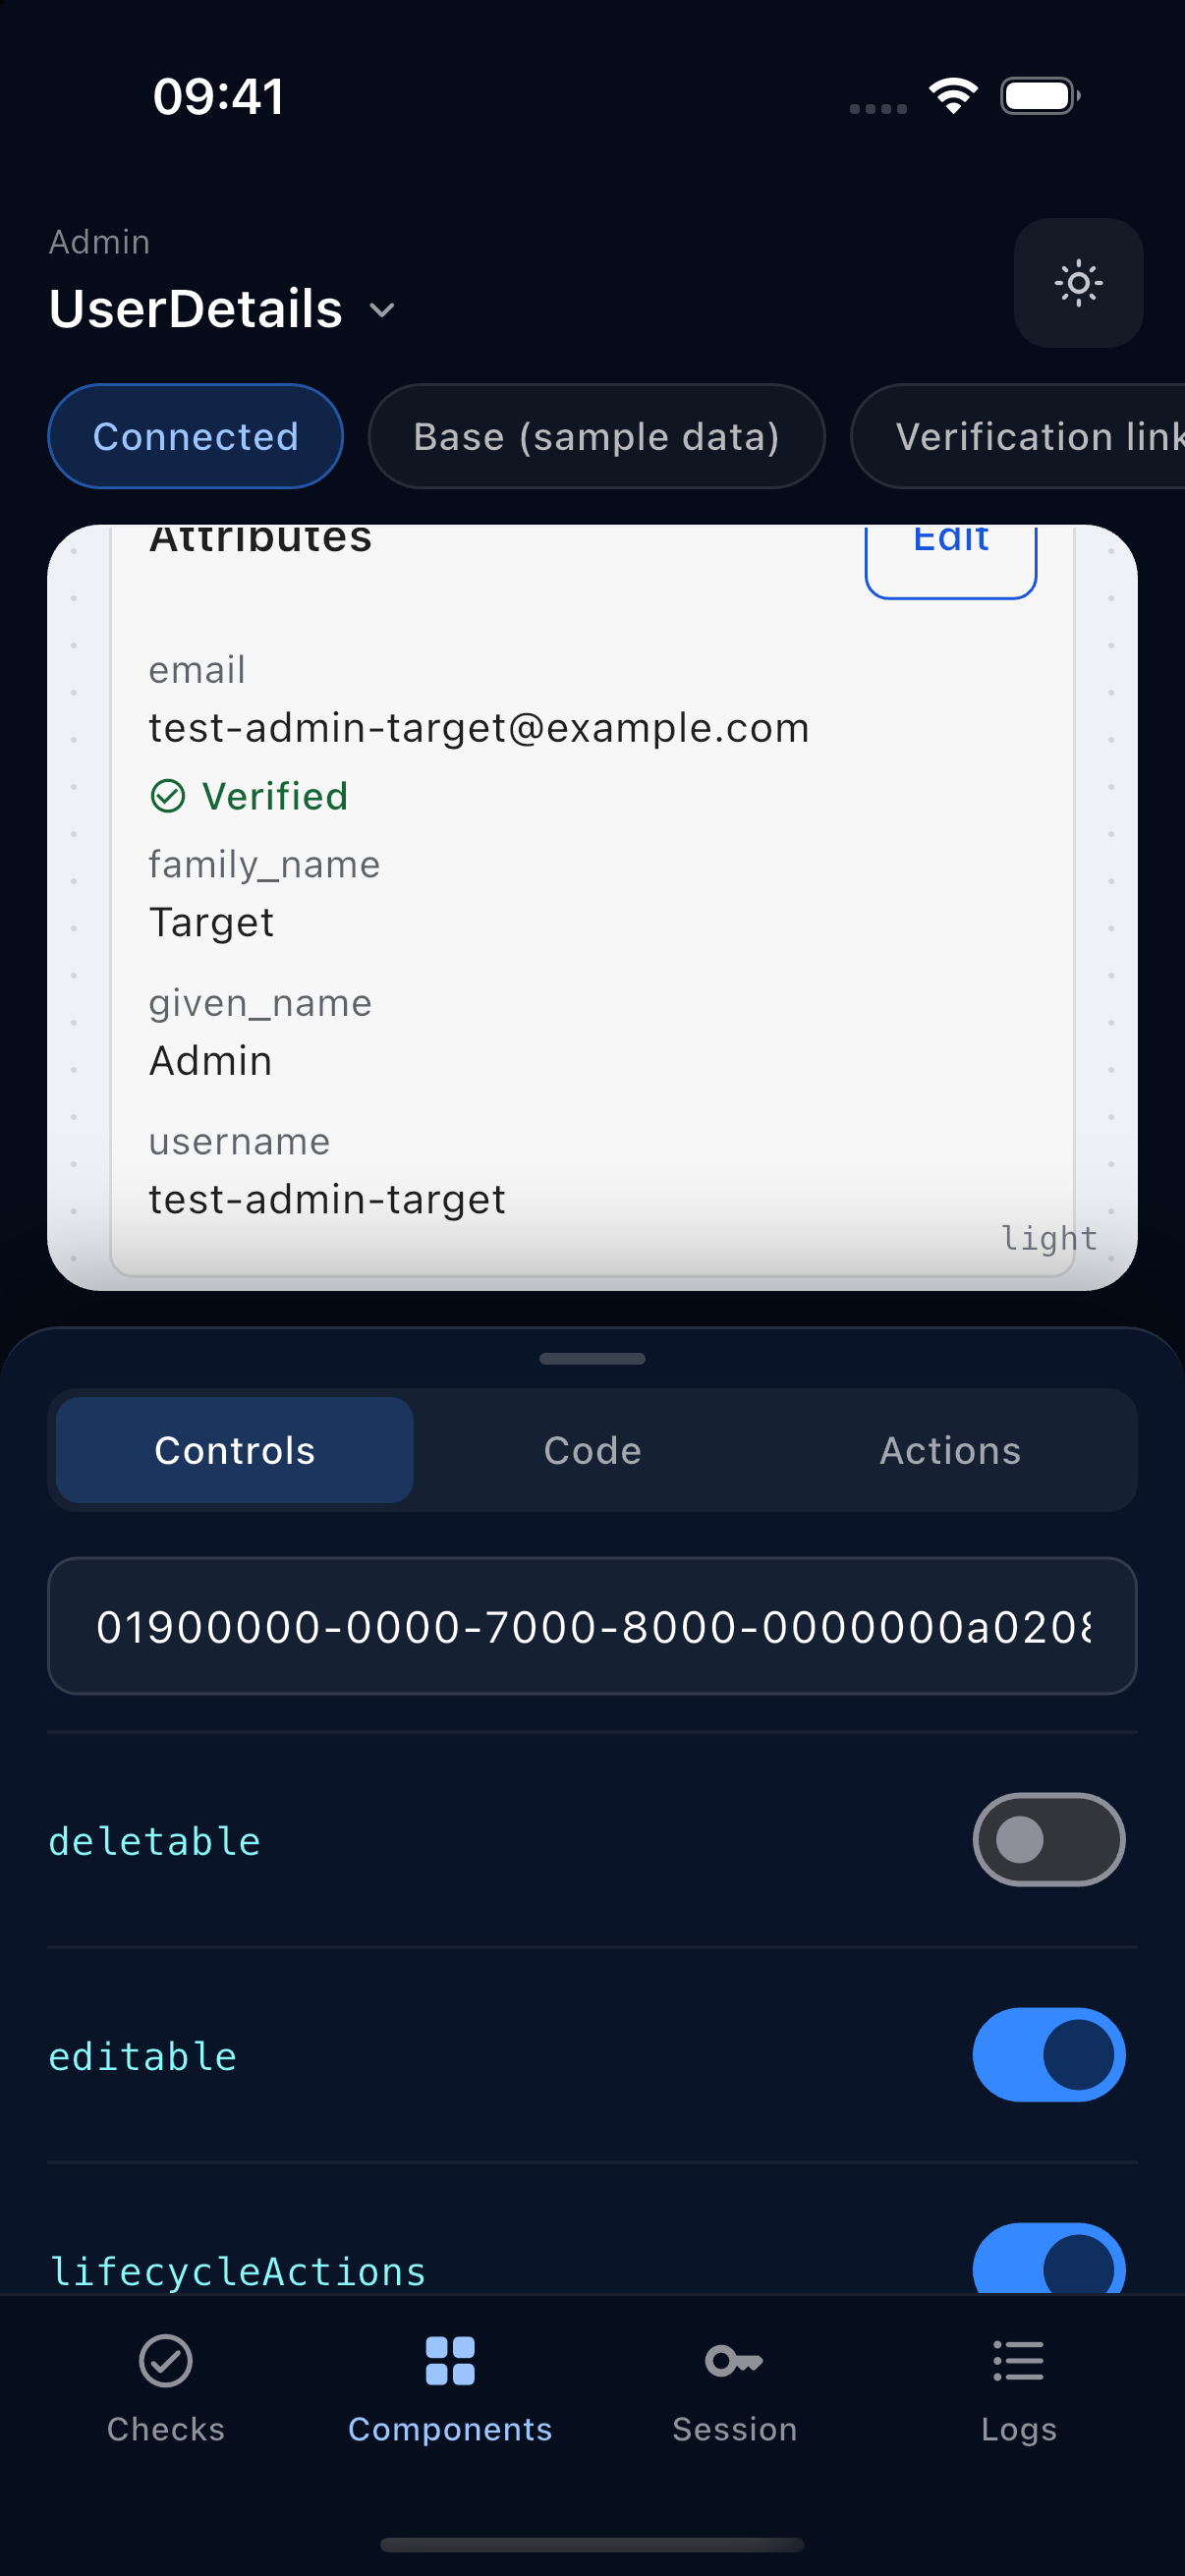 09:41
Admin
UserDetails
Connected
Base (sample data)
Verification link
Attributes
Edit
email
test-admin-target@example.com
Verified
family_name
Target
given_name
Admin
username
test-admin-target
light
Controls
Code
Actions
01900000-0000-7000-8000-0000000a0208
deletable
editable
lifecycleActions
Checks
Components
Session
Logs